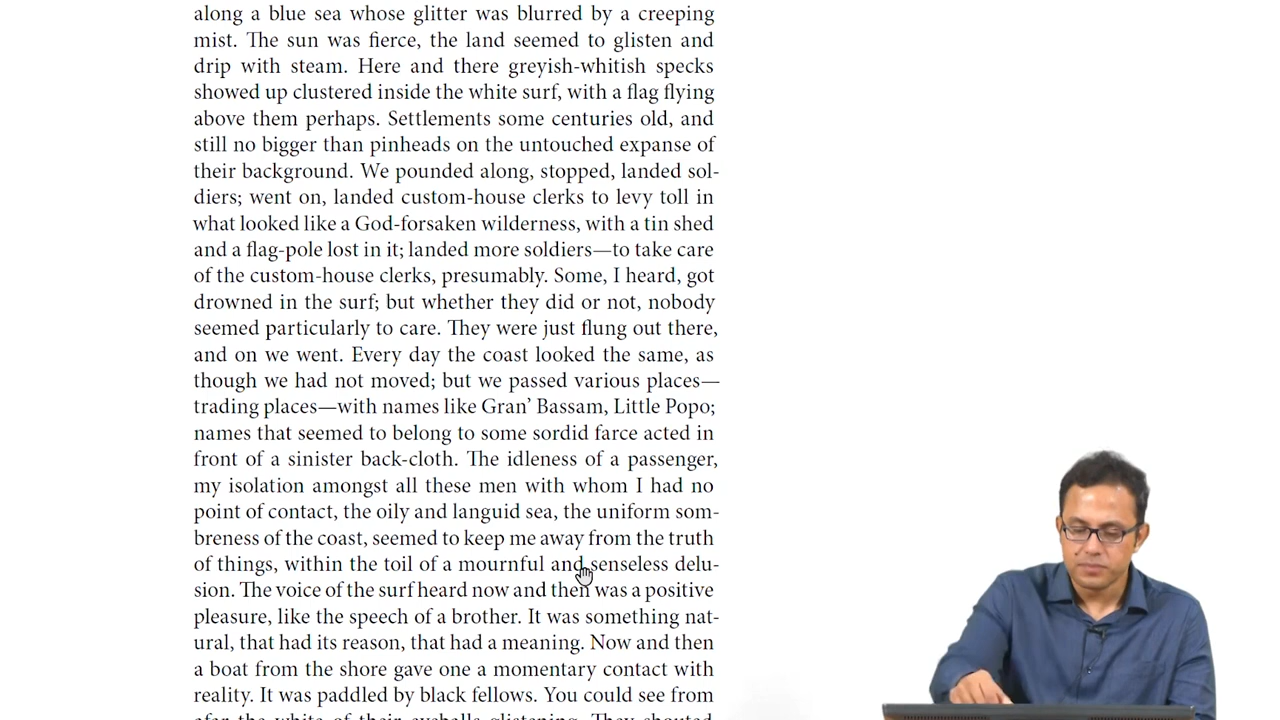 along a blue sea whose glitter was blurred by a creeping
mist. The sun was fierce, the land seemed to glisten and
drip with steam. Here and there greyish-whitish specks
showed up clustered inside the white surf, with a flag flying
above them perhaps. Settlements some centuries old, and
still no bigger than pinheads on the untouched expanse of
their background. We pounded along, stopped, landed sol-
diers; went on, landed custom-house clerks to levy toll in
what looked like a God-forsaken wilderness, with a tin shed
and a flag-pole lost in it; landed more soldiers—to take care
of the custom-house clerks, presumably. Some, I heard, got
drowned in the surf; but whether they did or not, nobody
seemed particularly to care. They were just flung out there,
and on we went. Every day the coast looked the same, as
though we had not moved; but we passed various places—
trading places—with names like Gran’ Bassam, Little Popo;
names that seemed to belong to some sordid farce acted in
front of a sinister back-cloth. The idleness of a passenger,
my isolation amongst all these men with whom I had no
point of contact, the oily and languid sea, the uniform som-
breness of the coast, seemed to keep me away from the truth
of things, within the toil of a mournful and senseless delu-
sion. The voice of the surf heard now and then was a positive
pleasure, like the speech of a brother. It was something nat-
ural, that had its reason, that had a meaning. Now and then
a boat from the shore gave one a momentary contact with
reality. It was paddled by black fellows. You could see from
afar the white of their eyeballs glistening. They shouted